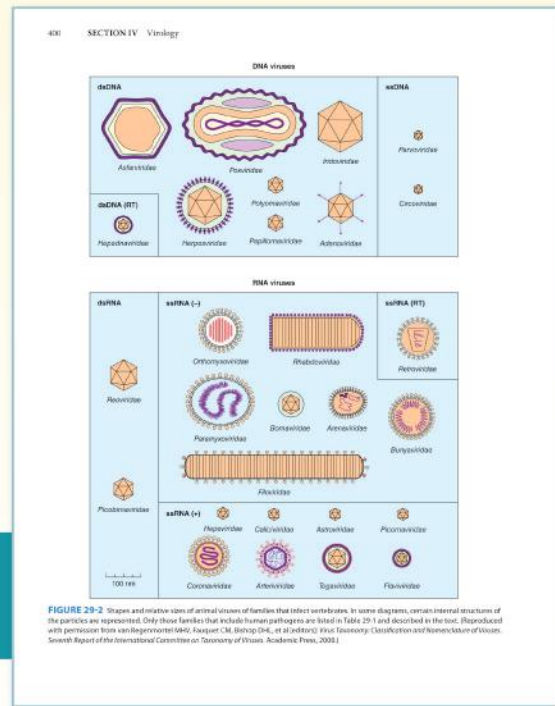 400 SECTION IV Virology
DNA viruses
dsDNA
ssDNA
Asfarviridae
Poxviridae
Iridoviridae
Parvoviridae
dsDNA (RT)
Hepadnaviridae
Herpesviridae
Polyomaviridae
Papillomaviridae
Adenoviridae
Circoviridae
RNA viruses
dsRNA
ssRNA (–)
ssRNA (RT)
Orthomyxoviridae
Rhabdoviridae
Retroviridae
Reoviridae
Paramyxoviridae
Bornaviridae
Arenaviridae
Bunyaviridae
Filoviridae
Picobirnaviridae
ssRNA (+)
Hepeviridae
Caliciviridae
Astroviridae
Picornaviridae
Coronaviridae
Arteriviridae
Togaviridae
Flaviviridae
100 nm
FIGURE 29-2 Shapes and relative sizes of animal viruses of families that infect vertebrates. In some diagrams, certain internal structures of
the particles are represented. Only those families that include human pathogens are listed in Table 29-1 and described in the text. (Reproduced
with permission from van Regenmortel MHV, Fauquet CM, Bishop DHL, et al [editors]: Virus Taxonomy: Classification and Nomenclature of Viruses.
Seventh Report of the International Committee on Taxonomy of Viruses. Academic Press, 2000.)